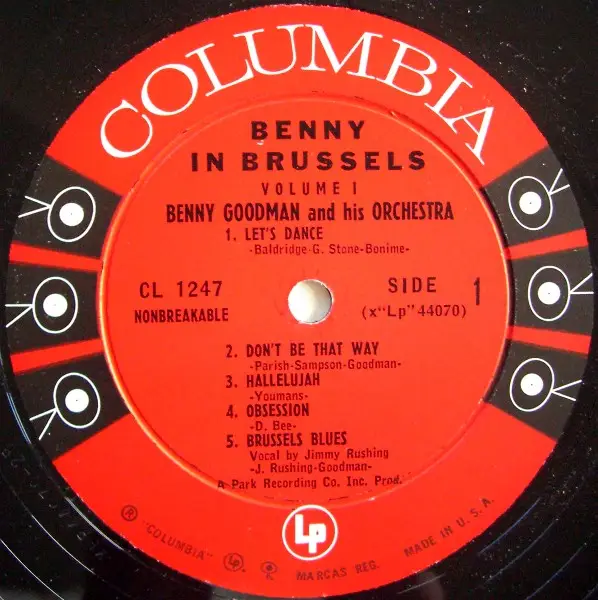 COLUMBIA
BENNY
IN BRUSSELS
VOLUME I
BENNY GOODMAN and his ORCHESTRA
1. LET'S DANCE
-Baldridge-G. Stone-Bonime-
CL 1247
NONBREAKABLE
SIDE 1
(x"Lp" 44070)
2. DON'T BE THAT WAY
-Parish-Sampson-Goodman-
3. HALLELUJAH
-Youmans-
4. OBSESSION
-D. Bee-
5. BRUSSELS BLUES
Vocal by Jimmy Rushing
-J. Rushing-Goodman-
A Park Recording Co. Inc. Prod.
Lp
® "COLUMBIA" Lp. MARCAS REG. MADE IN U.S.A.